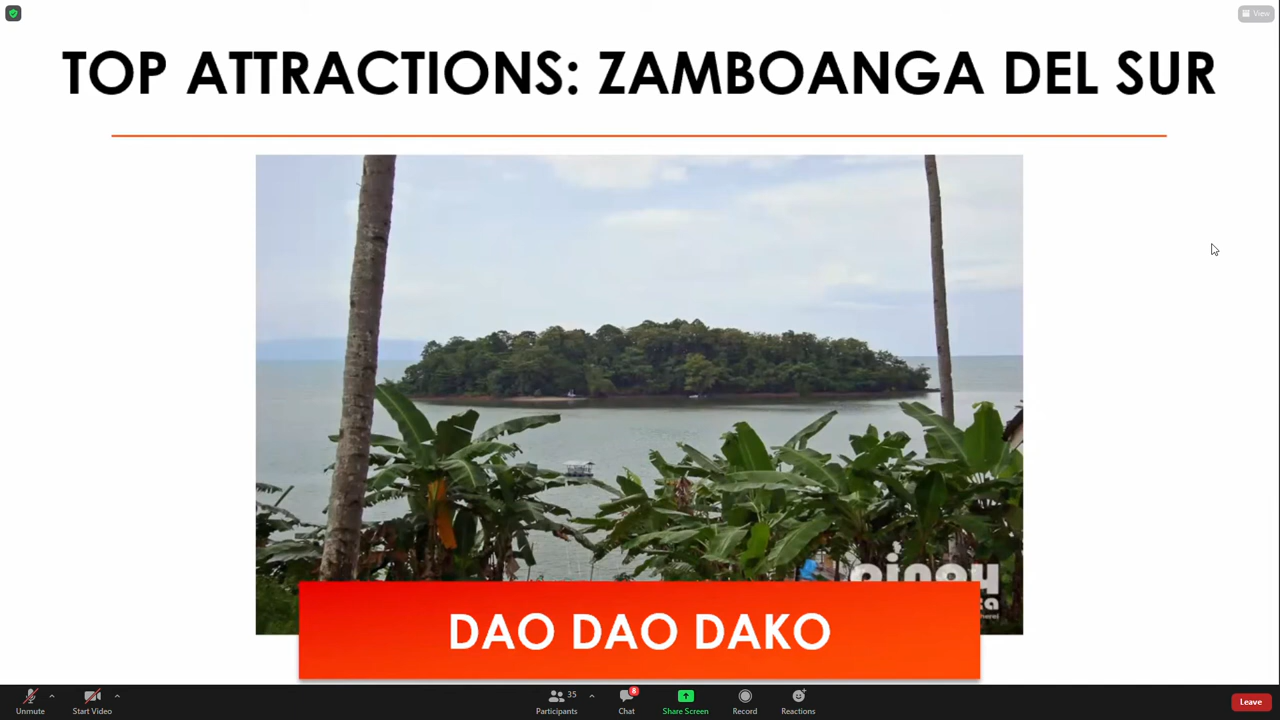 View
TOP ATTRACTIONS: ZAMBOANGA DEL SUR
DAO DAO DAKO
Unmute
Start Video
35
Participants
8
Chat
Share Screen
Record
Reactions
Leave